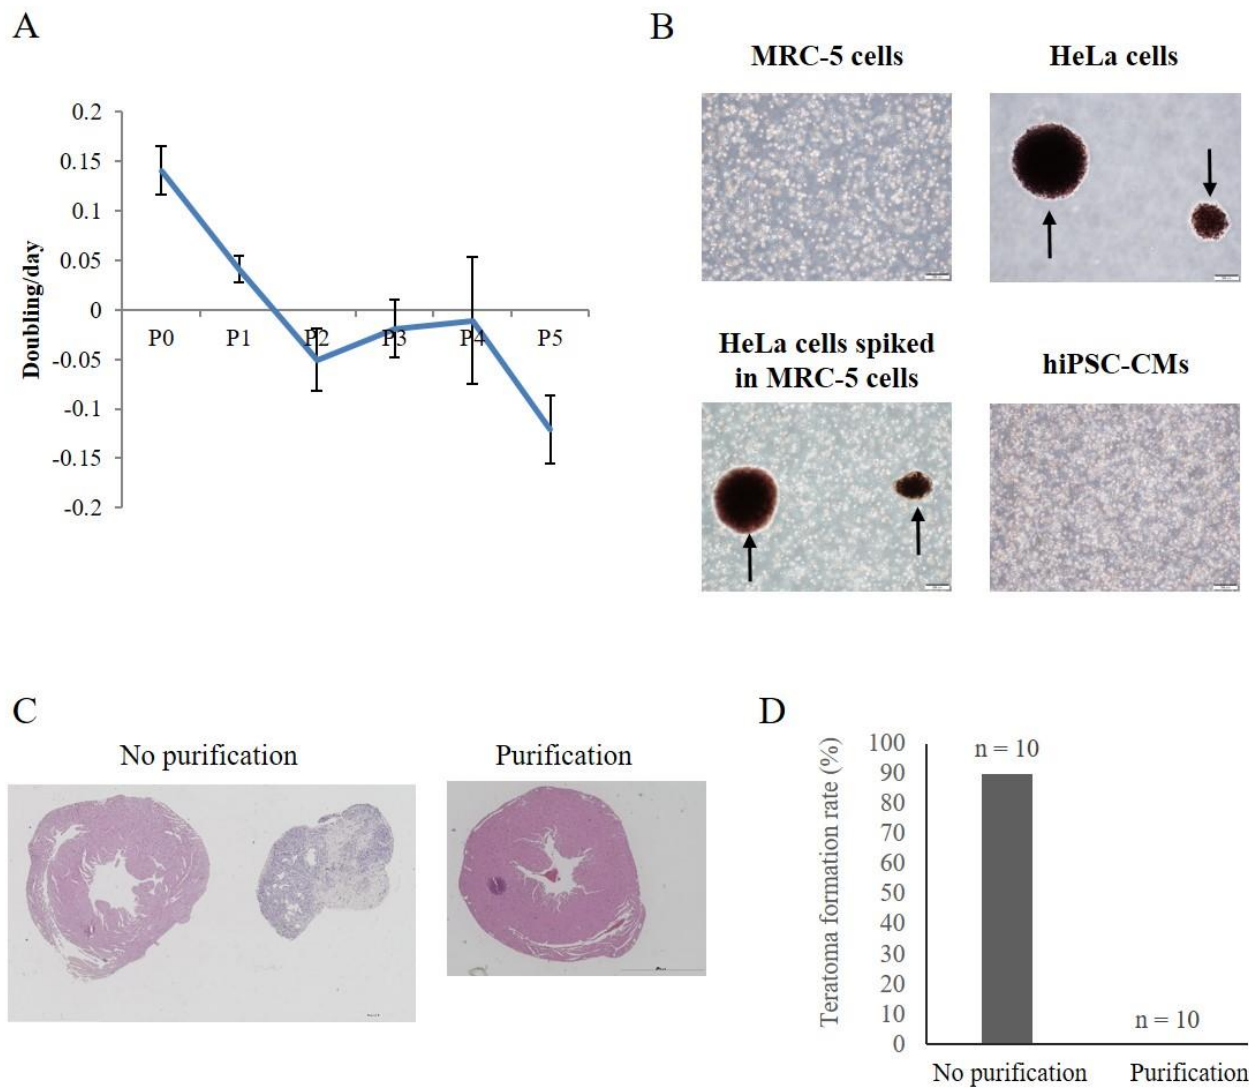 A
0.2
0.15
0.1
0.05
0
-0.05
-0.1
-0.15
-0.2
Doubling/day
P0 P1 P2 P3 P4 P5
B
MRC-5 cells
HeLa cells
HeLa cells spiked
in MRC-5 cells
hiPSC-CMs
C
No purification
Purification
D
Teratoma formation rate (%)
100
90
80
70
60
50
40
30
20
10
0
n = 10
n = 10
No purification
Purification